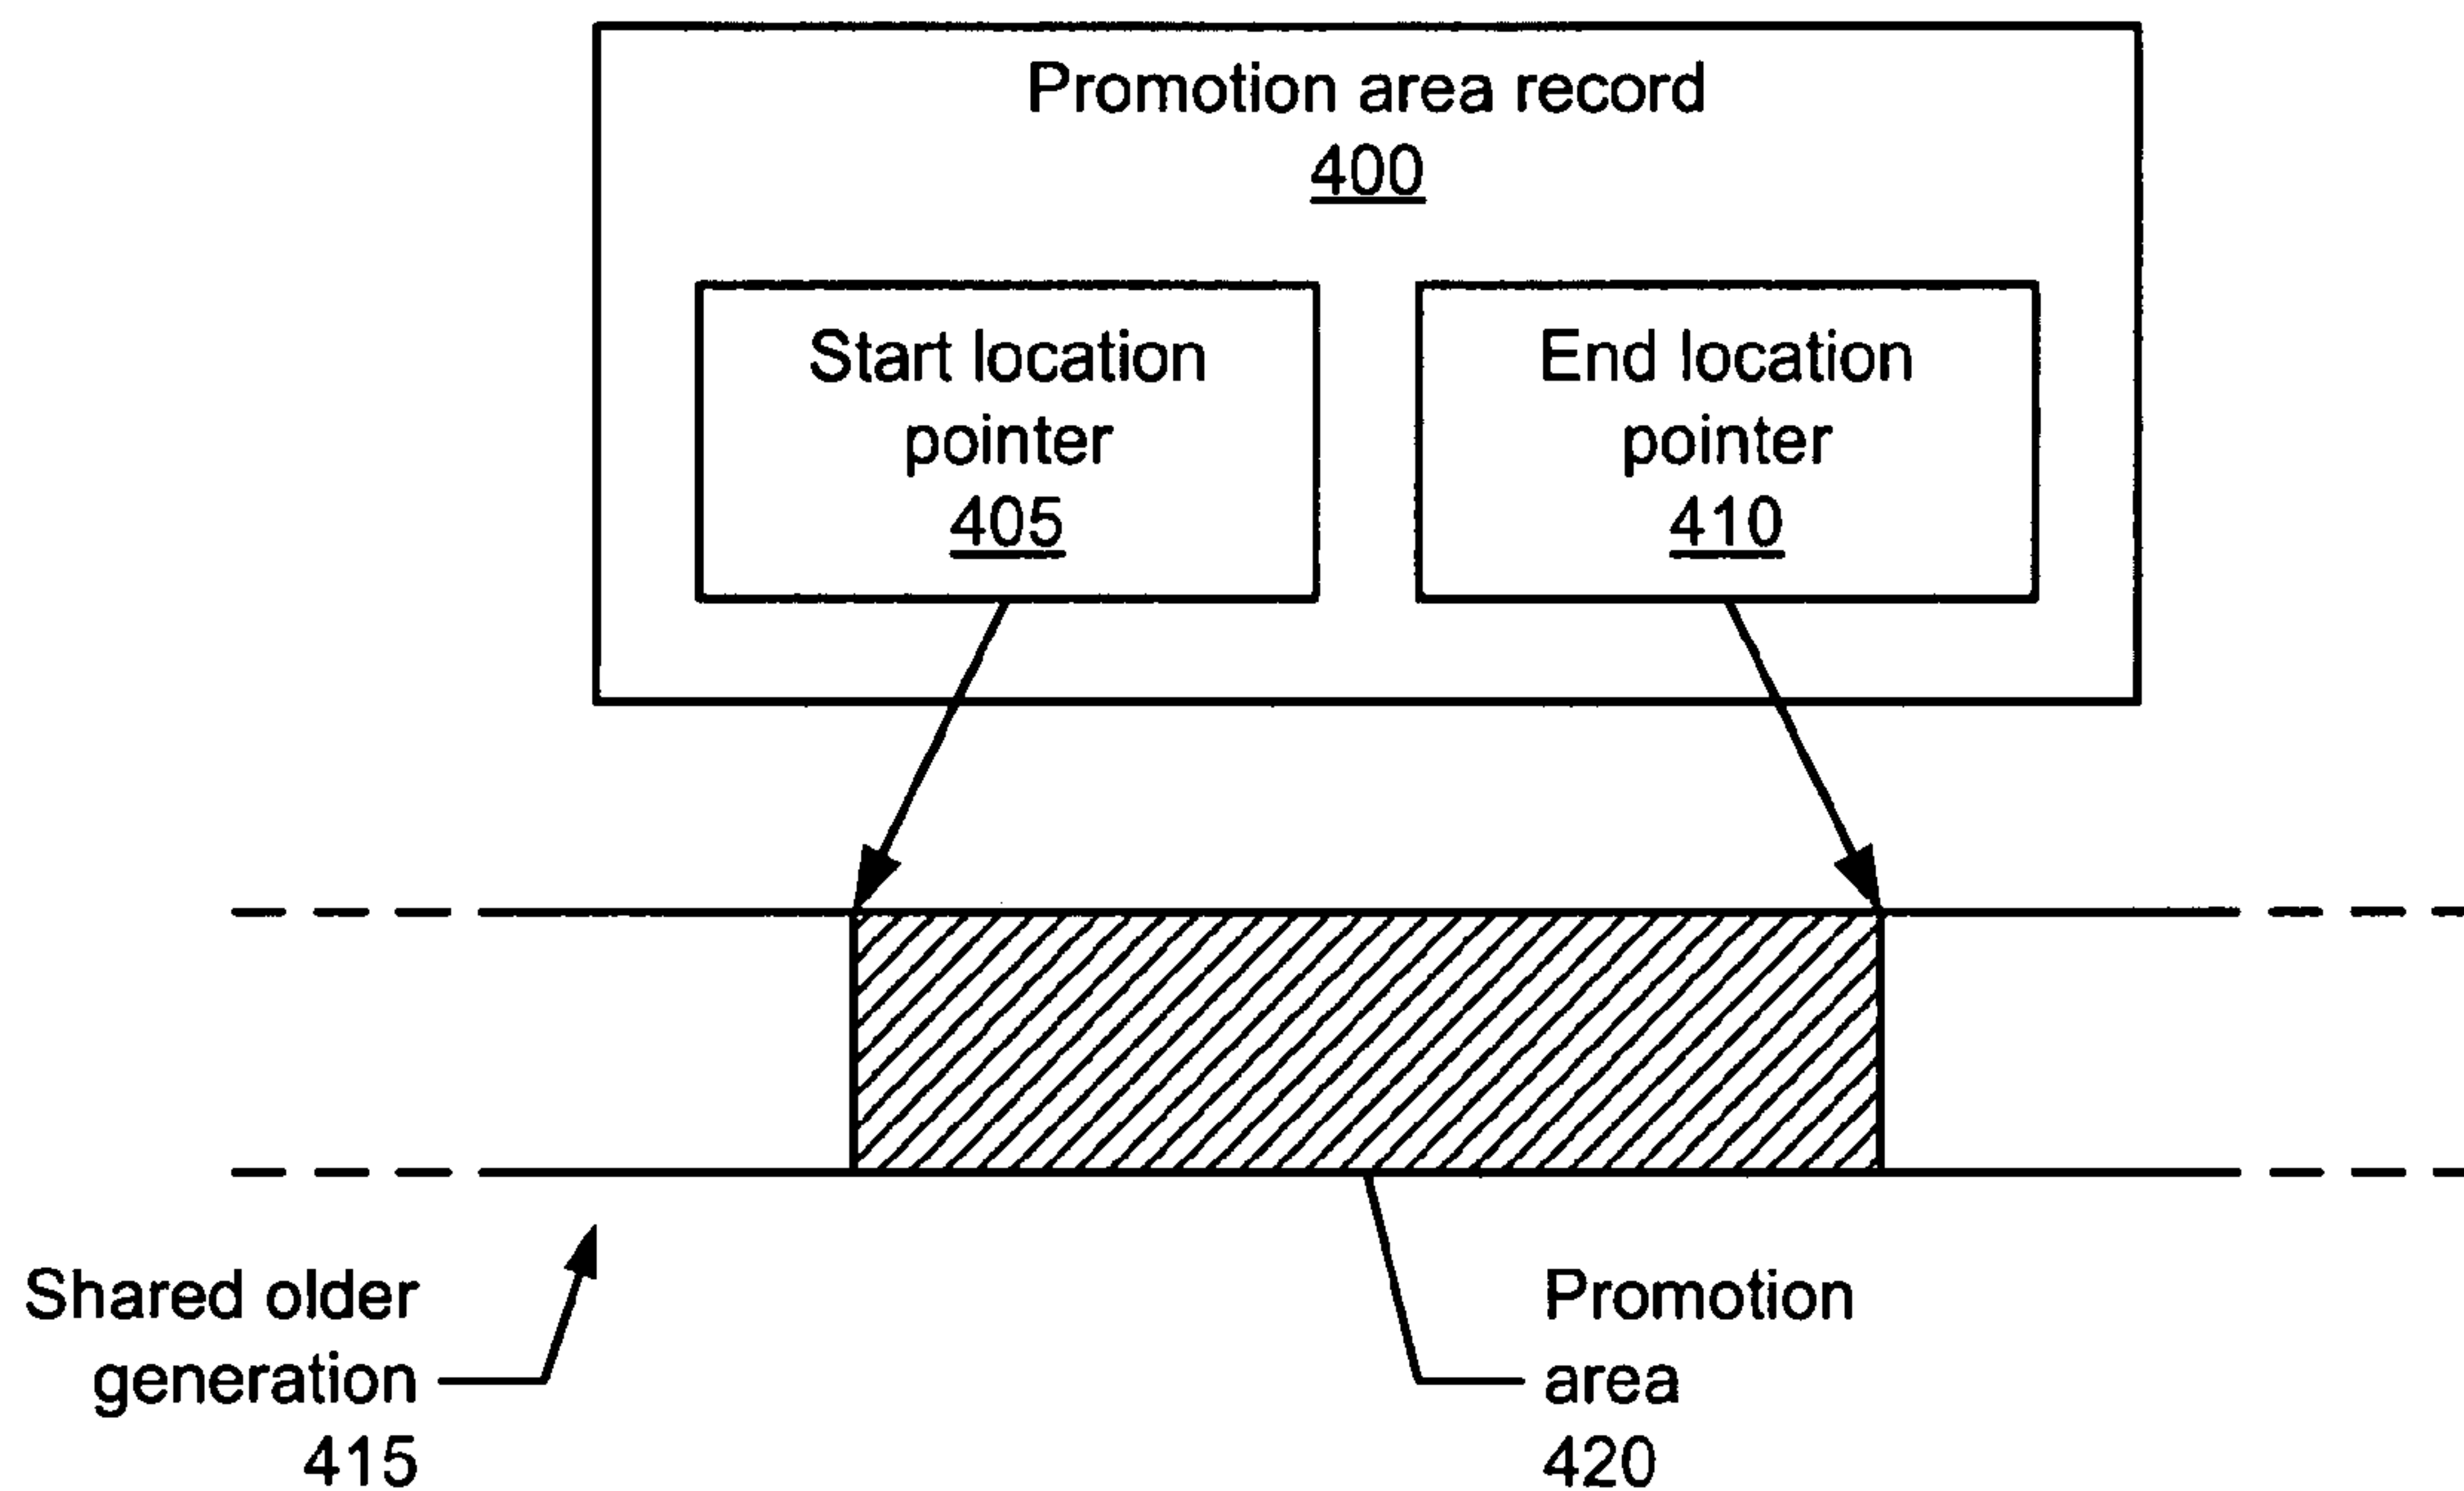 Promotion area record
400
Start location
pointer
405
End location
pointer
410
Shared older
generation
415
Promotion
area
420